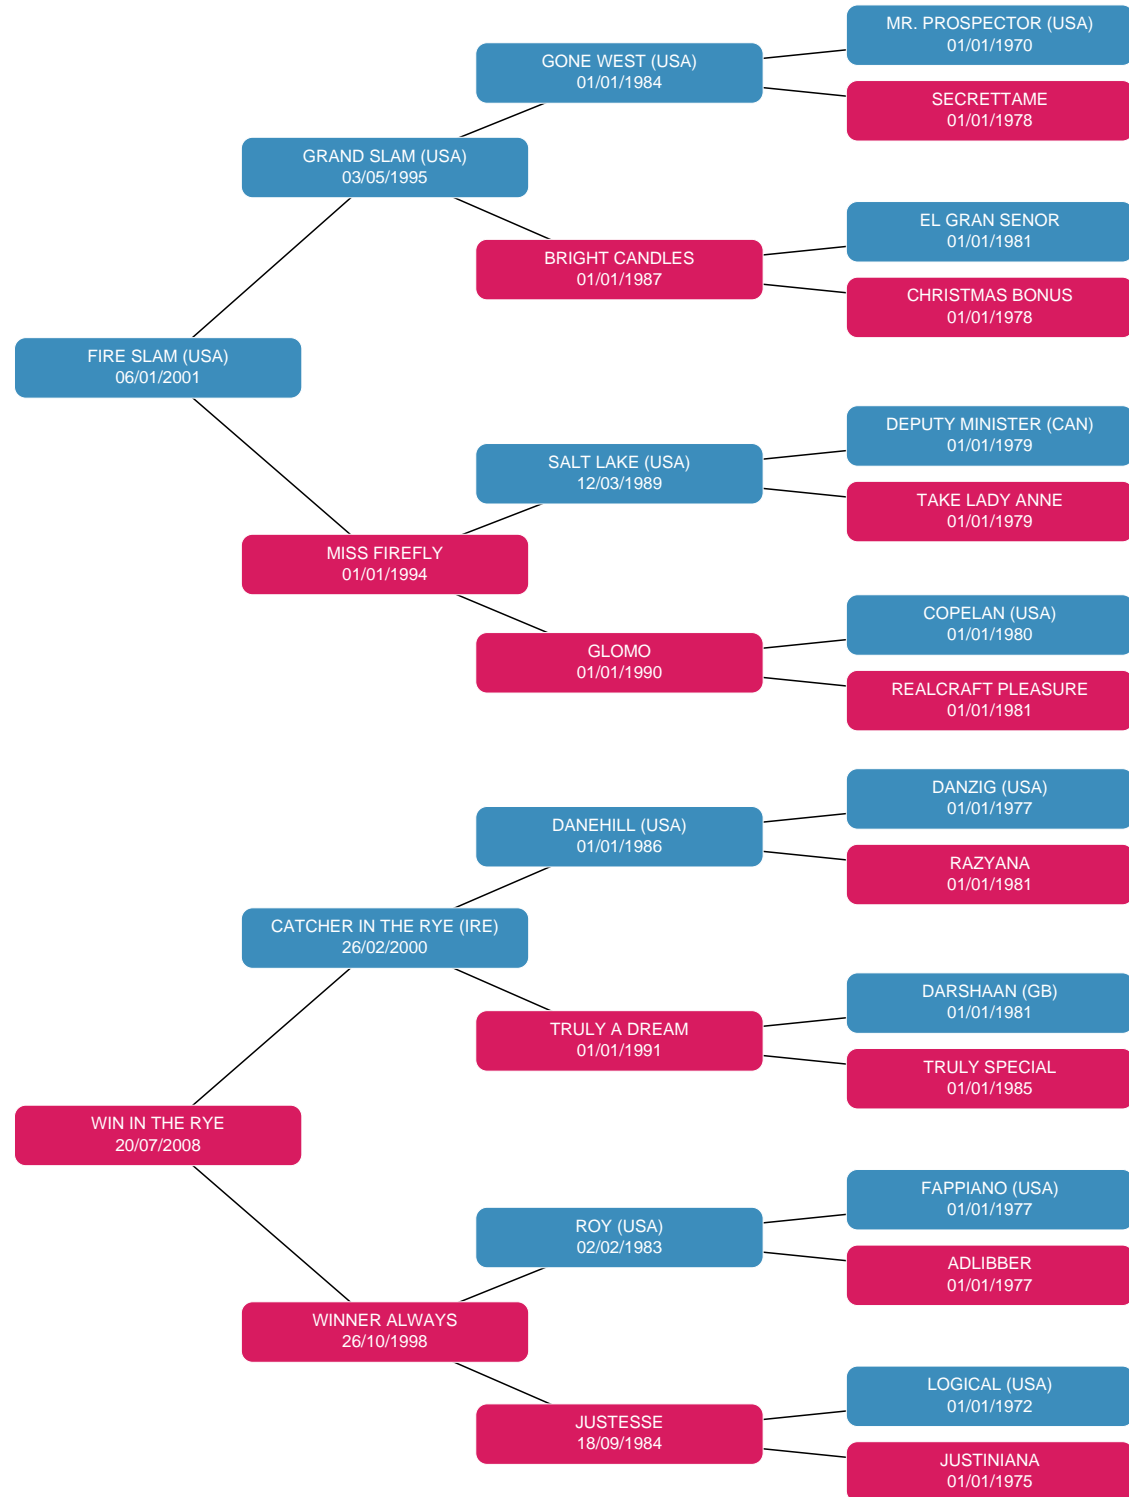 MR. PROSPECTOR (USA)
01/01/1970
GONE WEST (USA)
01/01/1984
SECRETTAME
01/01/1978
GRAND SLAM (USA)
03/05/1995
EL GRAN SENOR
01/01/1981
BRIGHT CANDLES
01/01/1987
CHRISTMAS BONUS
01/01/1978
FIRE SLAM (USA)
06/01/2001
DEPUTY MINISTER (CAN)
01/01/1979
SALT LAKE (USA)
12/03/1989
TAKE LADY ANNE
01/01/1979
MISS FIREFLY
01/01/1994
COPELAN (USA)
01/01/1980
GLOMO
01/01/1990
REALCRAFT PLEASURE
01/01/1981
DANZIG (USA)
01/01/1977
DANEHILL (USA)
01/01/1986
RAZYANA
01/01/1981
CATCHER IN THE RYE (IRE)
26/02/2000
DARSHAAN (GB)
01/01/1981
TRULY A DREAM
01/01/1991
TRULY SPECIAL
01/01/1985
WIN IN THE RYE
20/07/2008
FAPPIANO (USA)
01/01/1977
ROY (USA)
02/02/1983
ADLIBBER
01/01/1977
WINNER ALWAYS
26/10/1998
LOGICAL (USA)
01/01/1972
JUSTESSE
18/09/1984
JUSTINIANA
01/01/1975